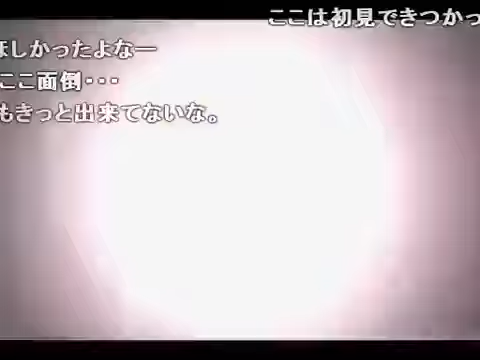 ここは初見できつかっ
ほしかったよなー
ここ面倒・・・
もきっと出来てないな。